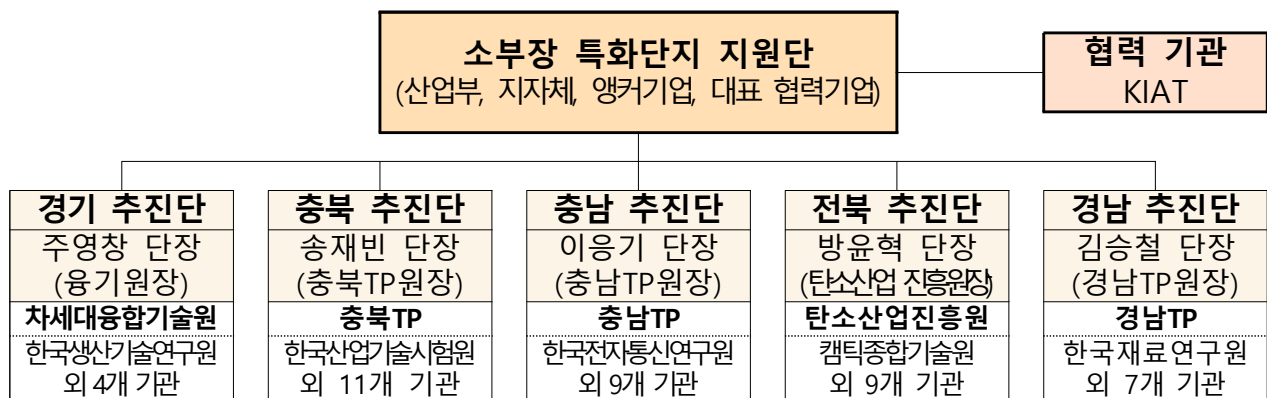 소부장 특화단지 지원단
(산업부, 지자체, 앵커기업, 대표 협력기업)
협력 기관
KIAT
경기 추진단
주영창 단장
(융기원장)
차세대융합기술원
한국생산기술연구원
외 4개 기관
충북 추진단
송재빈 단장
(충북TP원장)
충북TP
한국산업기술시험원
외 11개 기관
충남 추진단
이응기 단장
(충남TP원장)
충남TP
한국전자통신연구원
외 9개 기관
전북 추진단
방윤혁 단장
(탄소산업 진흥원장)
탄소산업진흥원
캠틱종합기술원
외 9개 기관
경남 추진단
김승철 단장
(경남TP원장)
경남TP
한국재료연구원
외 7개 기관